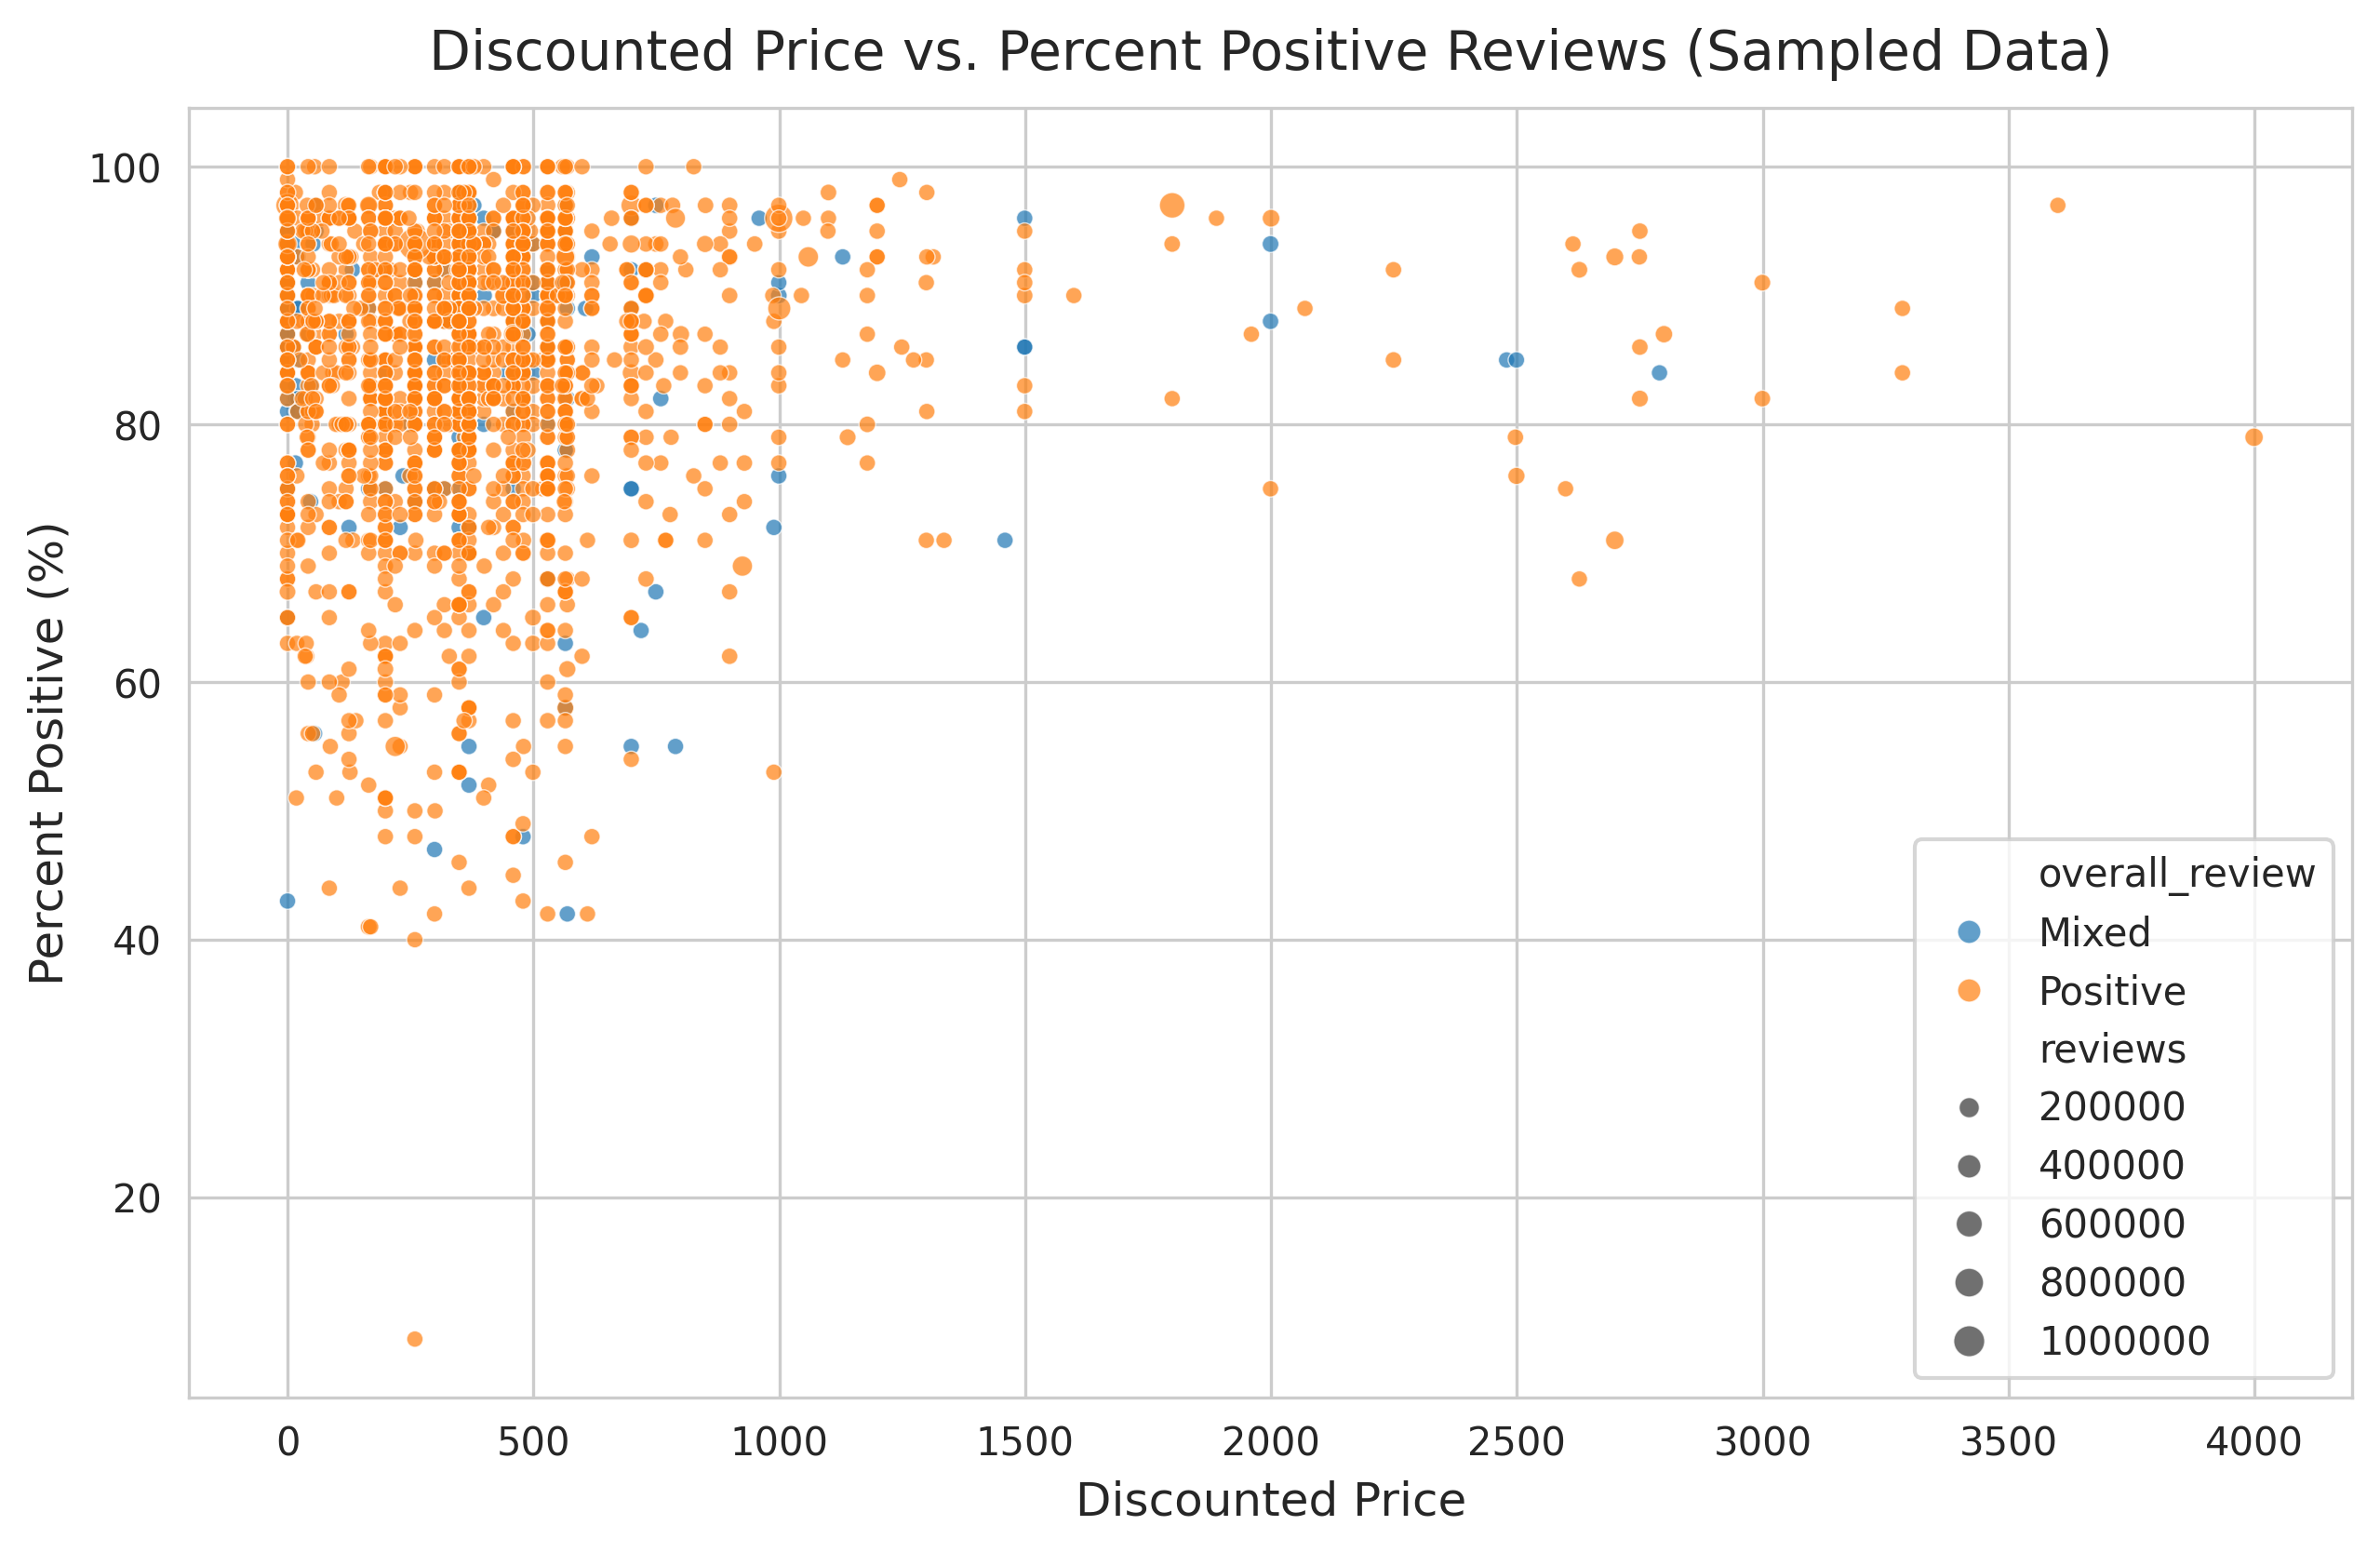 Discounted Price vs. Percent Positive Reviews (Sampled Data)
Percent Positive (%)
100
80
60
40
20
0
500
1000
1500
2000
2500
3000
3500
4000
Discounted Price
overall_review
Mixed
Positive
reviews
200000
400000
600000
800000
1000000